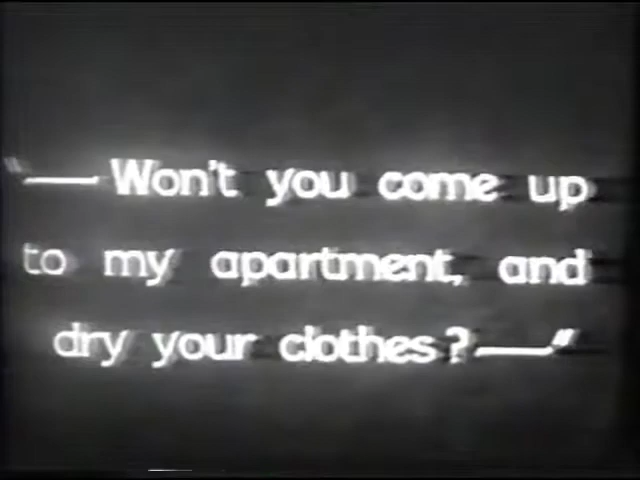 "—Won't you come up
to my apartment, and
dry your clothes?—"